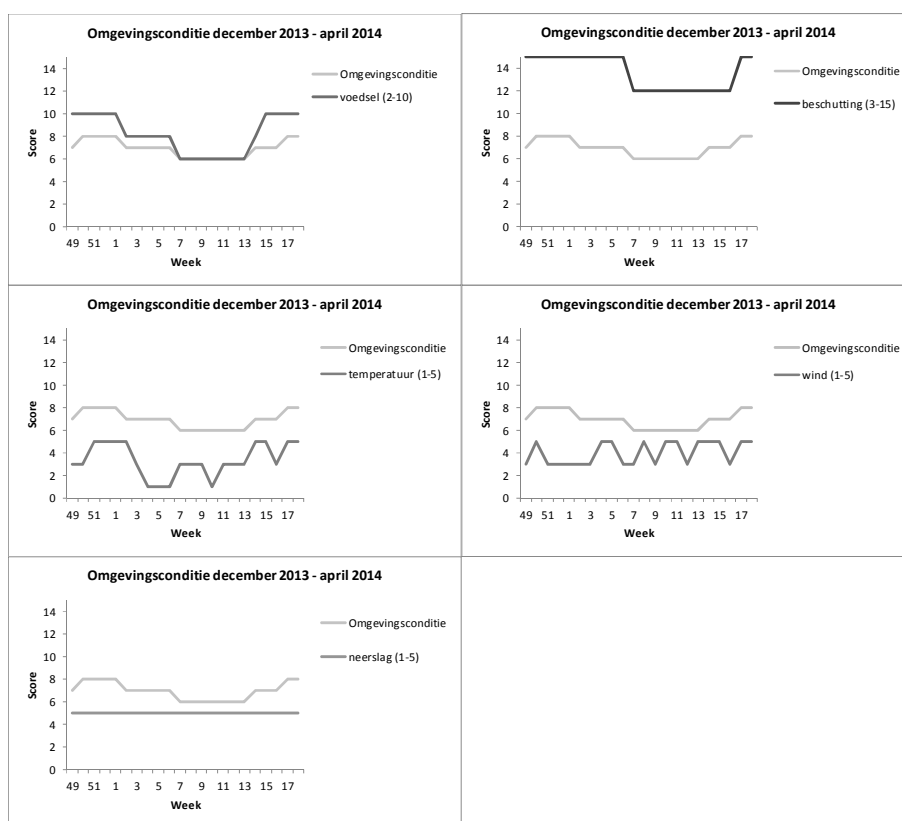 Omgevingsconditie december 2013 - april 2014
14
12
10
8
6
4
2
0
Score
49 51 1 3 5 7 9 11 13 15 17
Week
Omgevingsconditie
voedsel (2-10)
Omgevingsconditie december 2013 - april 2014
14
12
10
8
6
4
2
0
Score
49 51 1 3 5 7 9 11 13 15 17
Week
Omgevingsconditie
beschutting (3-15)
Omgevingsconditie december 2013 - april 2014
14
12
10
8
6
4
2
0
Score
49 51 1 3 5 7 9 11 13 15 17
Week
Omgevingsconditie
temperatuur (1-5)
Omgevingsconditie december 2013 - april 2014
14
12
10
8
6
4
2
0
Score
49 51 1 3 5 7 9 11 13 15 17
Week
Omgevingsconditie
wind (1-5)
Omgevingsconditie december 2013 - april 2014
14
12
10
8
6
4
2
0
Score
49 51 1 3 5 7 9 11 13 15 17
Week
Omgevingsconditie
neerslag (1-5)